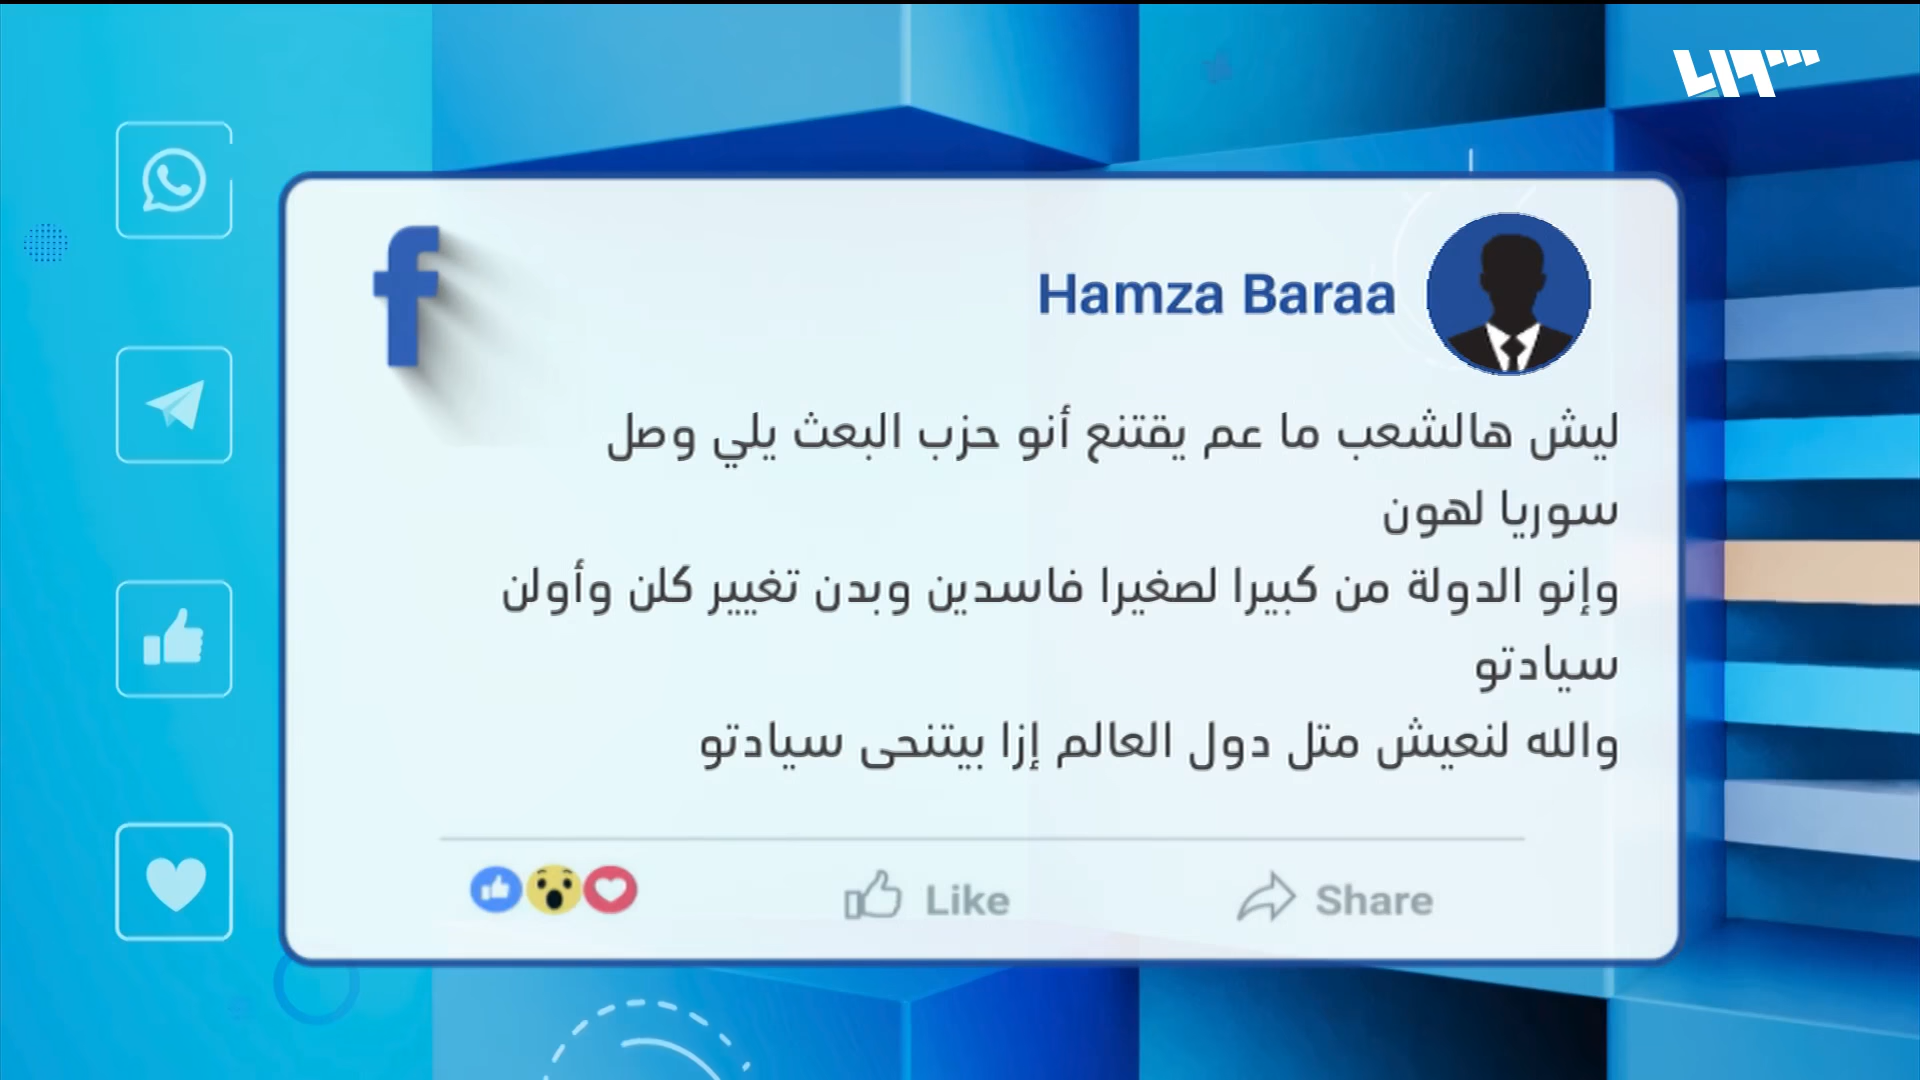 Hamza Baraa
ليش هالشعب ما عم يقتنع أنو حزب البعث يلي وصل
سوريا لهون
وإنو الدولة من كبيرا لصغيرا فاسدين وبدن تغيير كلن وأولن
سيادتو
والله لنعيش متل دول العالم إزا بيتنحى سيادتو
Like
Share